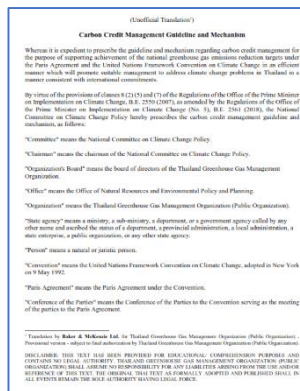 (Unofficial Translation¹)
Carbon Credit Management Guideline and Mechanism
Whereas it is expedient to prescribe the guideline and mechanism regarding carbon credit management for
the purpose of supporting achievement of the national greenhouse gas emissions reduction targets under
the Paris Agreement and the United Nations Framework Convention on Climate Change in an efficient
manner which will promote suitable management to address climate change problems in Thailand in a
manner consistent with international commitments.
By virtue of the provisions of clauses 8 (2) (5) and (7) of the Regulations of the Office of the Prime Minister
on Implementation on Climate Change, B.E. 2550 (2007), as amended by the Regulations of the Office of
the Prime Minister on Implementation on Climate Change (No. 5), B.E. 2561 (2018), the National
Committee on Climate Change Policy hereby prescribes the carbon credit management guideline and
mechanism, as follows:
"Committee" means the National Committee on Climate Change Policy.
"Chairman" means the chairman of the National Committee on Climate Change Policy.
"Organization's Board" means the board of directors of the Thailand Greenhouse Gas Management
Organization.
"Office" means the Office of Natural Resources and Environmental Policy and Planning.
"Organization" means the Thailand Greenhouse Gas Management Organization (Public Organization).
"State agency" means a ministry, a sub-ministry, a department, or a government agency called by any
other name and ascribed the status of a department, a provincial administration, a local administration, a
state enterprise, a public organization, or any other state agency.
"Person" means a natural or juristic person.
"Convention" means the United Nations Framework Convention on Climate Change, adopted in New York
on 9 May 1992.
"Paris Agreement" means the Paris Agreement under the Convention.
"Conference of the Parties" means the Conference of the Parties to the Convention serving as the meeting
of the parties to the Paris Agreement.
¹ Translation by Baker & McKenzie Ltd. for Thailand Greenhouse Gas Management Organization (Public Organization) -
Provisional version – subject to final authorization by Thailand Greenhouse Gas Management Organization (Public Organization).
DISCLAIMER: THIS TEXT HAS BEEN PROVIDED FOR EDUCATIONAL/ COMPREHENSION PURPOSES AND
CONTAINS NO LEGAL AUTHORITY. THAILAND GREENHOUSE GAS MANAGEMENT ORGANIZATION (PUBLIC
ORGANIZATION) SHALL ASSUME NO RESPONSIBILITY FOR ANY LIABILITIES ARISING FROM THE USE AND/OR
REFERENCE OF THIS TEXT. THE ORIGINAL THAI TEXT AS FORMALLY ADOPTED AND PUBLISHED SHALL IN
ALL EVENTS REMAIN THE SOLE AUTHORITY HAVING LEGAL FORCE.